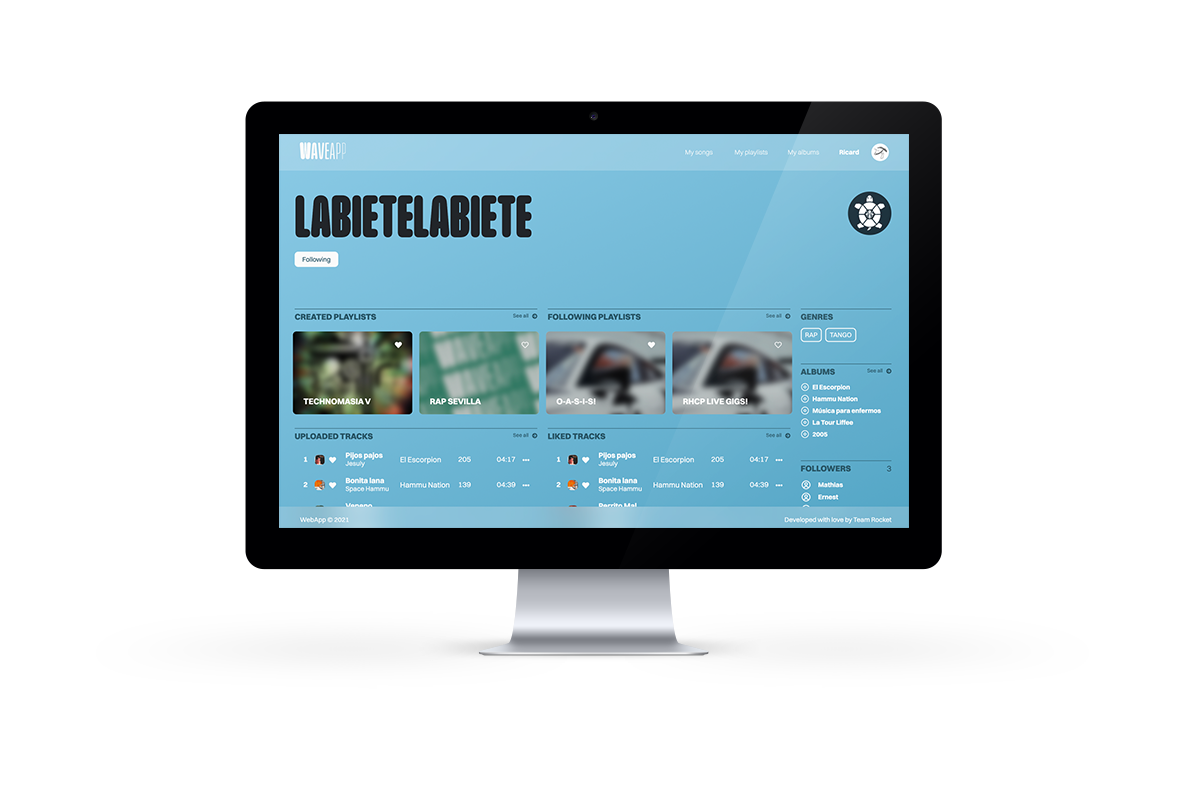 WAVEAPP
My songs My playlists My albums Ricard
LABIETELABIETE
Following
CREATED PLAYLISTS See all
TECHNOMASIA V
RAP SEVILLA
FOLLOWING PLAYLISTS See all
O-A-S-I-S!
RHCP LIVE GIGS!
GENRES
RAP TANGO
ALBUMS See all
El Escorpion
Hammu Nation
Música para enfermos
La Tour Liffee
2005
UPLOADED TRACKS See all
1 Pijos pajos El Escorpion 205 04:17
Jesuly
2 Bonita lana Hammu Nation 139 04:39
Space Hammu
Veneno
LIKED TRACKS See all
1 Pijos pajos El Escorpion 205 04:17
Jesuly
2 Bonita lana Hammu Nation 139 04:39
Space Hammu
Perrito Mal
FOLLOWERS 3
Mathias
Ernest
WebApp © 2021
Developed with love by Team Rocket